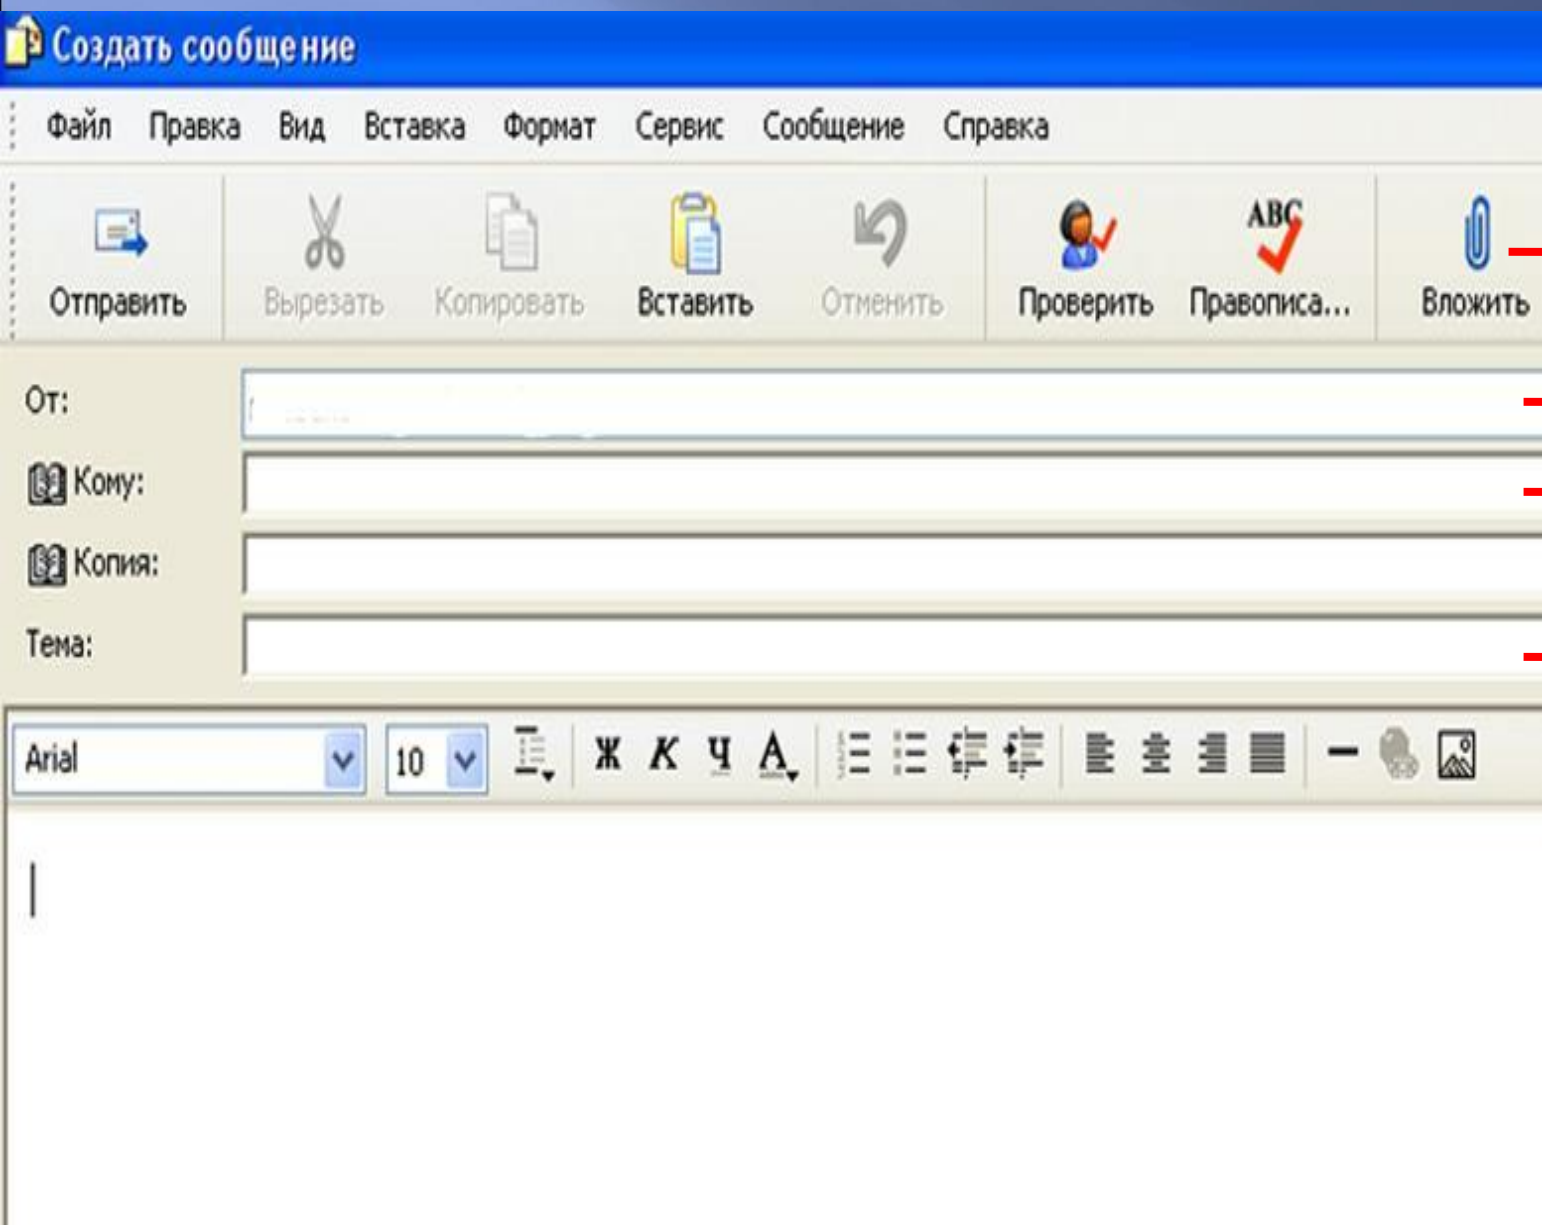 Создать сообщение
Файл Правка Вид Вставка Формат Сервис Сообщение Справка
ABC
Отправить Вырезать Копировать Вставить Отменить Проверить Правописа... Вложить
От:
Кому:
Копия:
Тема:
Arial 10 Ж К Ч А